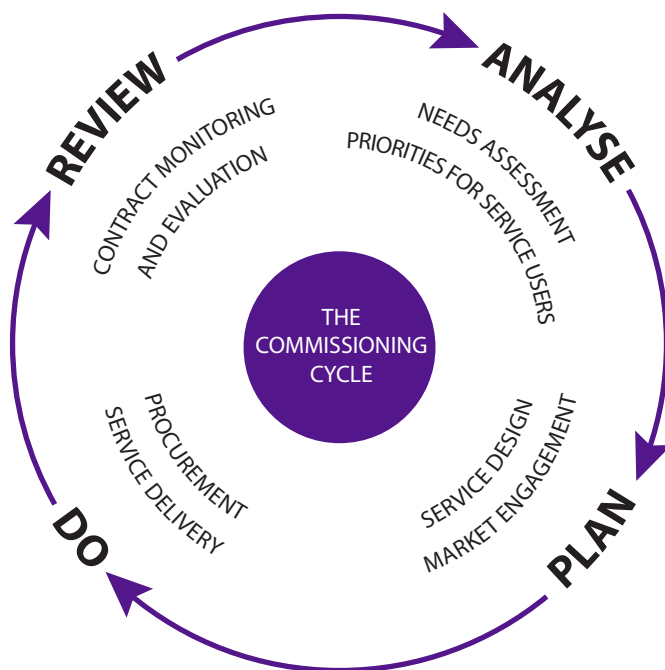 REVIEW
CONTRACT MONITORING
AND EVALUATION
ANALYSE
NEEDS ASSESSMENT
PRIORITIES FOR SERVICE USERS
THE
COMMISSIONING
CYCLE
DO
PROCUREMENT
SERVICE DELIVERY
PLAN
SERVICE DESIGN
MARKET ENGAGEMENT